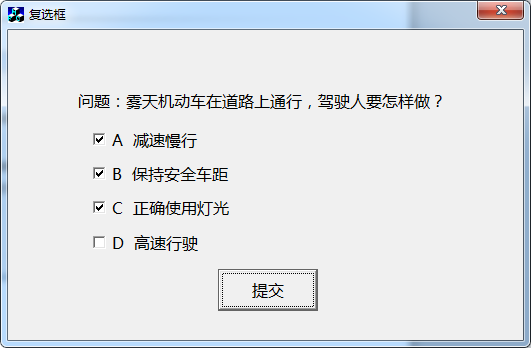 复选框
问题：雾天机动车在道路上通行，驾驶人要怎样做？
A 减速慢行
B 保持安全车距
C 正确使用灯光
D 高速行驶
提交